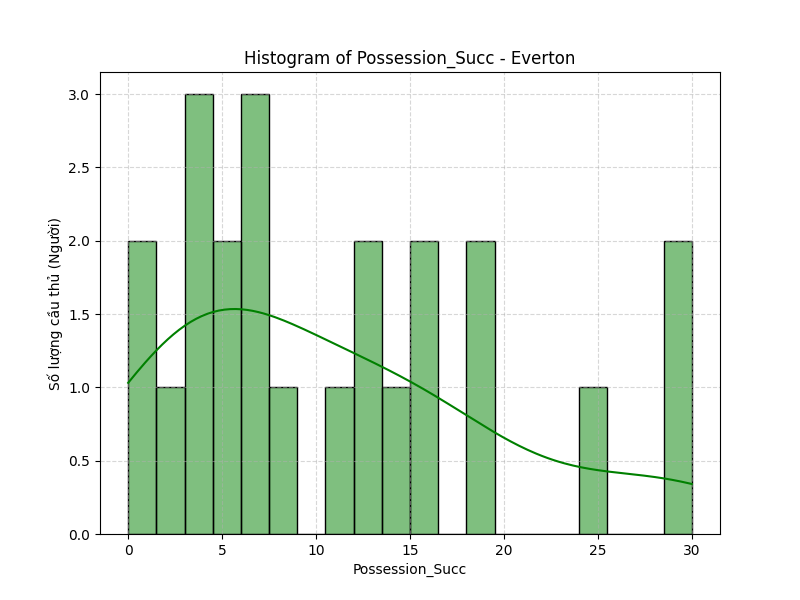 Histogram of Possession_Succ - Everton
Số lượng cầu thủ (Người)
3.0
2.5
2.0
1.5
1.0
0.5
0.0
0 5 10 15 20 25 30
Possession_Succ